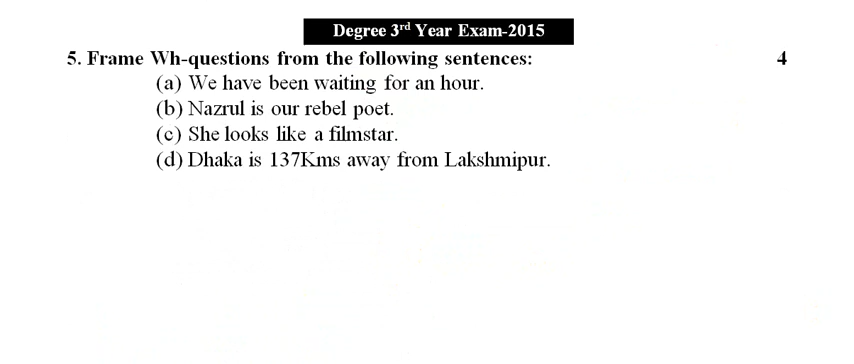 Degree 3rd Year Exam-2015
5. Frame Wh-questions from the following sentences: 4
(a) We have been waiting for an hour.
(b) Nazrul is our rebel poet.
(c) She looks like a filmstar.
(d) Dhaka is 137Kms away from Lakshmipur.